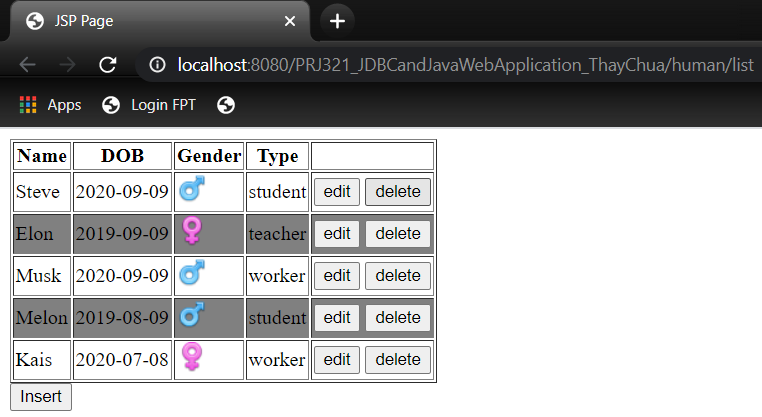 JSP Page
localhost:8080/PRJ321_JDBCandJavaWebApplication_ThayChua/human/list
Apps Login FPT
Name DOB Gender Type
Steve 2020-09-09 student edit delete
Elon 2019-09-09 teacher edit delete
Musk 2020-09-09 worker edit delete
Melon 2019-08-09 student edit delete
Kais 2020-07-08 worker edit delete
Insert